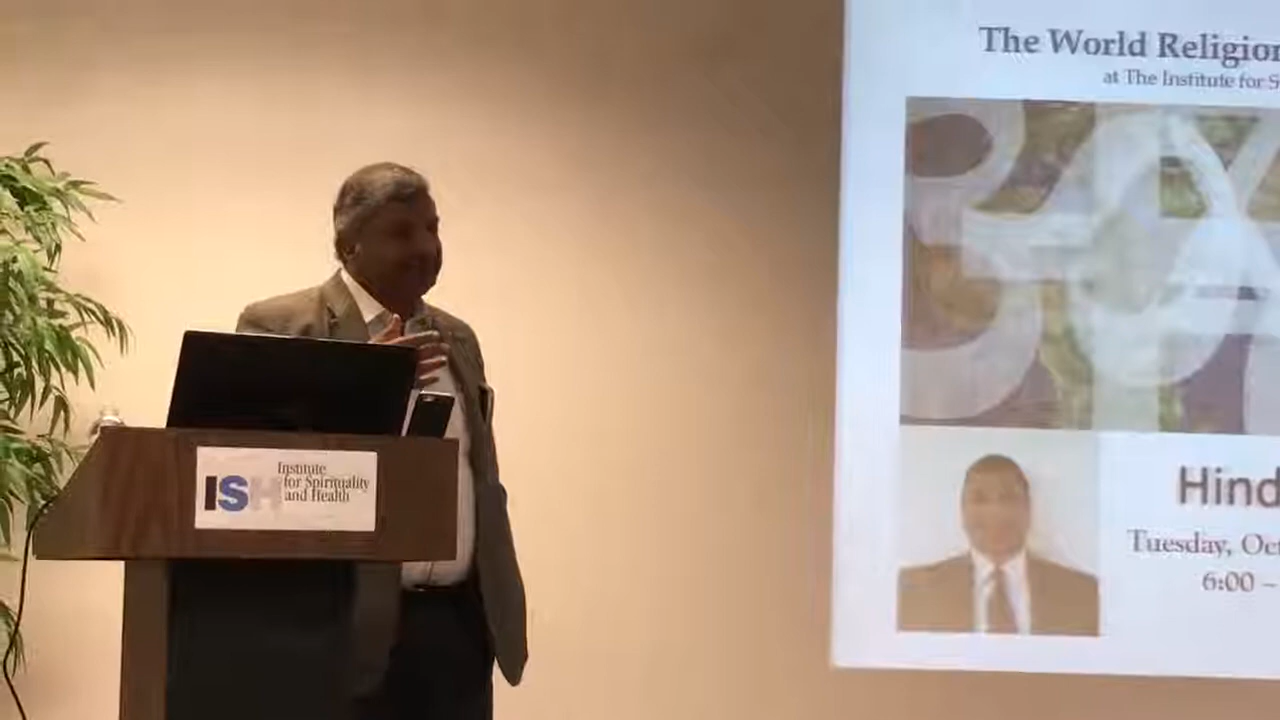 The World Religion
at The Institute for S
Hind
Tuesday, Oct
6:00 –
ISH
Institute
for Spirituality
and Health